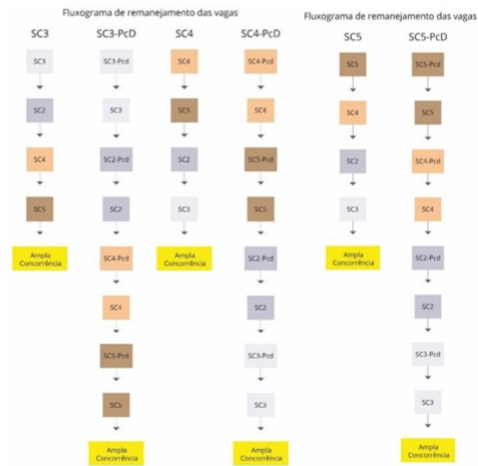 Fluxograma de remanejamento das vagas
SC3
SC3-PcD
SC4
SC4-PcD
SC3
SC2
SC4
SC5
Ampla
Concorrência
SC3-Pcd
SC3
SC2-Pcd
SC2
SC4-Pcd
SC4
SC5-Pcd
SC5
Ampla
Concorrência
SC4
SC5
SC2
SC3
Ampla
Concorrência
SC4-Pcd
SC4
SC5-Pcd
SC5
SC2-Pcd
SC2
SC3-Pcd
SC3
Ampla
Concorrência
Fluxograma de remanejamento das vagas
SC5
SC5-PcD
SC5
SC4
SC2
SC3
Ampla
Concorrência
SC5-Pcd
SC5
SC4-Pcd
SC4
SC2-Pcd
SC2
SC3-Pcd
SC3
Ampla
Concorrência